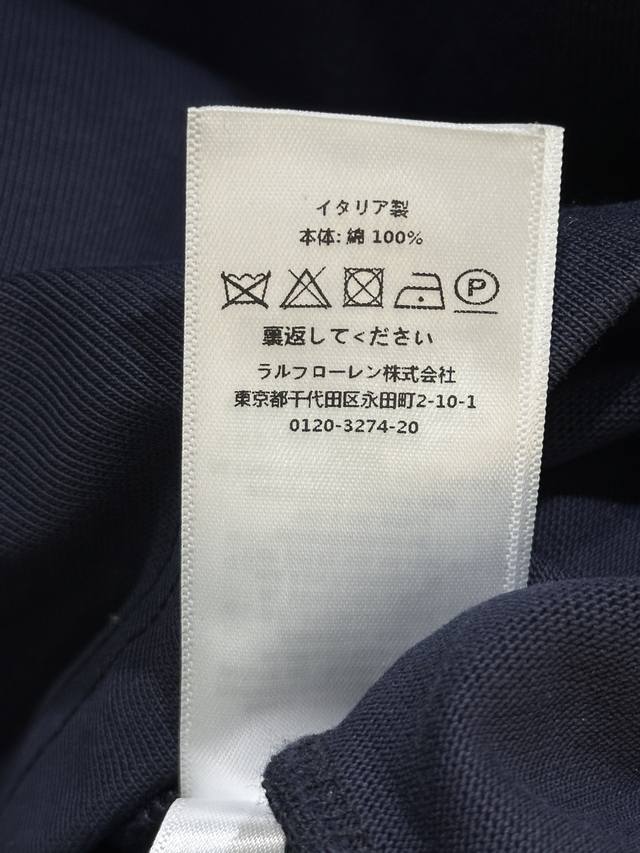 イタリア製
本体: 綿 100%
P
裏返してください
ラルフローレン株式会社
東京都千代田区永田町2-10-1
0120-3274-20